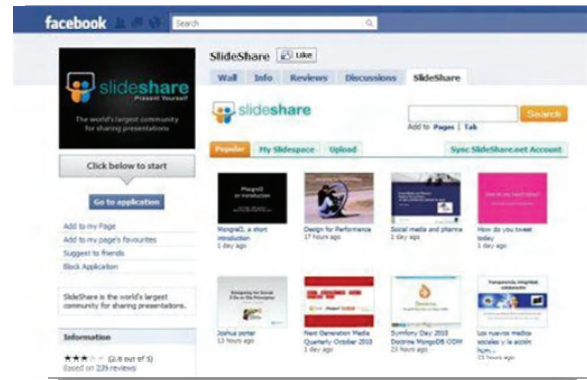 facebook
Search
SlideShare Like
Wall Info Reviews Discussions SlideShare
slideshare
Present Yourself
The world's largest community
for sharing presentations
slideshare
Search
Add to Pages | Tab
Click below to start
Go to application
Popular My Slidespace Upload Sync SlideShare.net Account
Add to my Page
Add to my page's favourites
Suggest to friends
Block Application
SlideShare is the world's largest
community for sharing presentations.
Information
(2.6 out of 5)
Based on 239 reviews
Mongrel2, a short
introduction
1 day ago
Design for Performance
17 hours ago
Social media and pharma
1 day ago
How do you tweet
today
1 day ago
Joshua porter
13 hours ago
Next Generation Media
Quarterly October 2010
1 day ago
Symfony Day 2010
Doctrine MongoDB ODM
23 hours ago
Los nuevos medios
sociales y la acción
hum...
23 hours ago